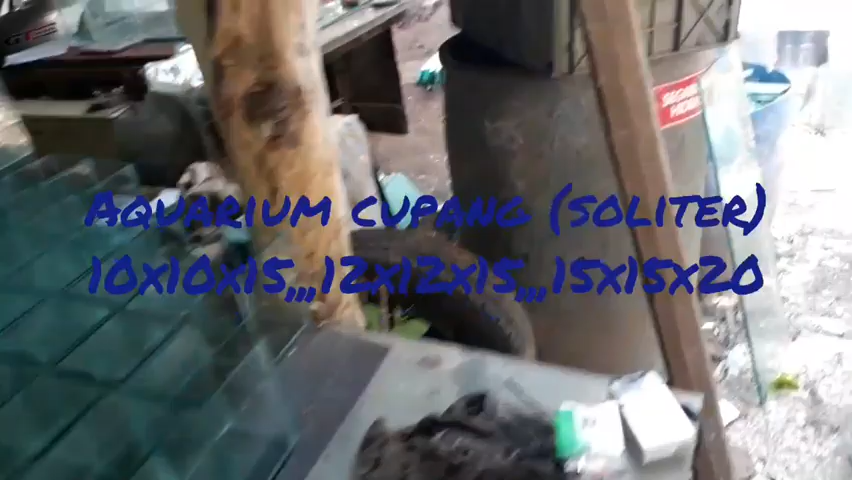 Aquarium cupang (soliter)
10x10x15,,,12x12x15,,,15x15x20